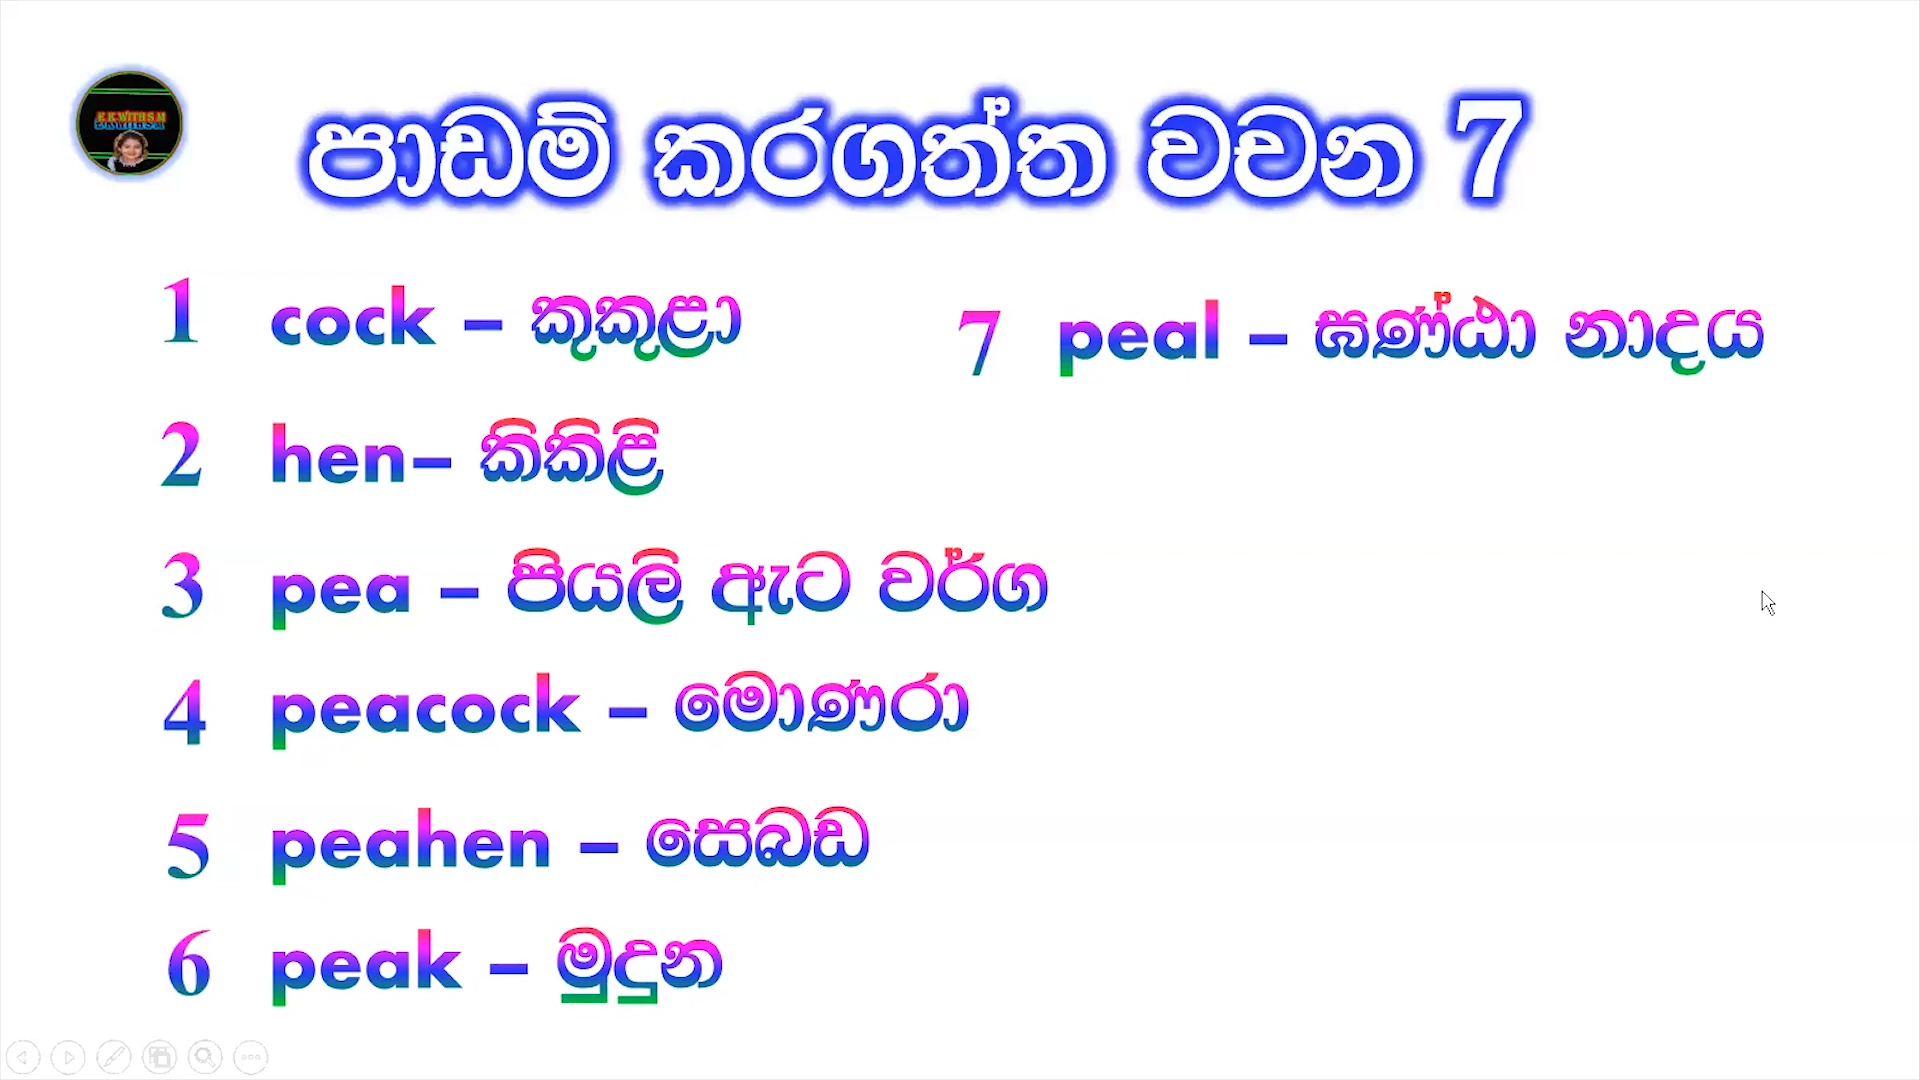 E.K.WITH S.M
පාඩම් කරගත්ත වචන 7
1 cock – කුකුළා
2 hen– කිකිළි
3 pea – පියලි ඇට වර්ග
4 peacock – මොණරා
5 peahen – සෙබඩ
6 peak – මුදුන
7 peal – ඝණ්ඨා නාදය